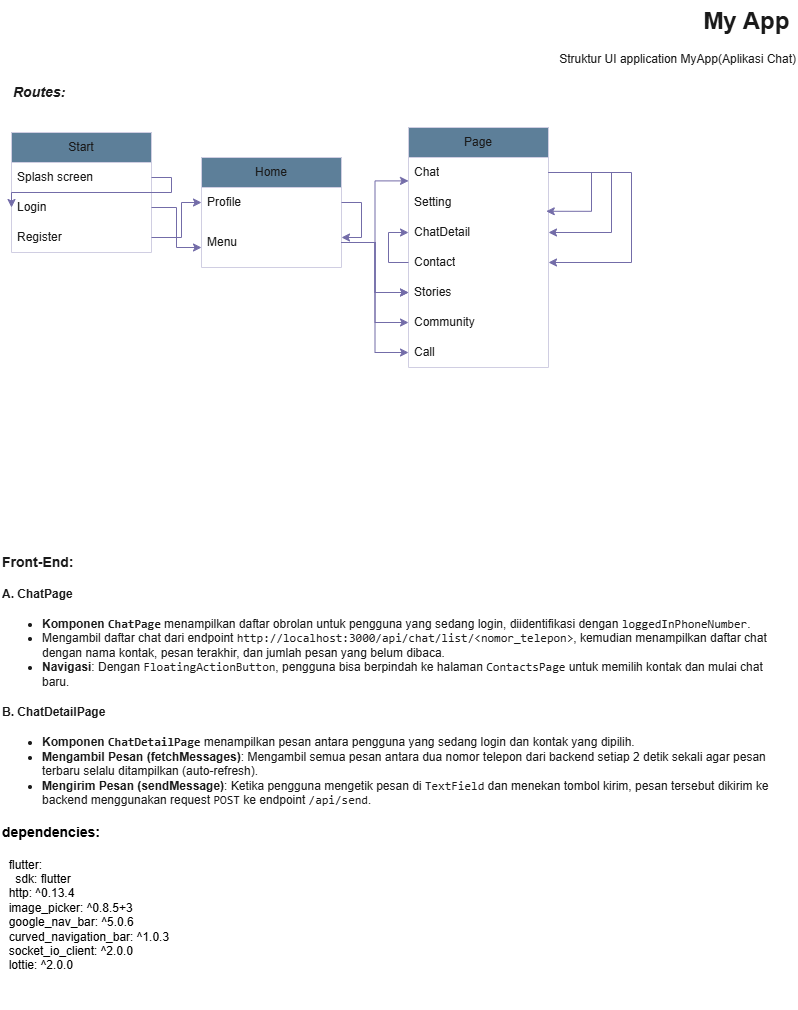 My App
Struktur UI application MyApp(Aplikasi Chat)
Routes:
Start
Splash screen
Login
Register
Home
Profile
Menu
Page
Chat
Setting
ChatDetail
Contact
Stories
Community
Call
Front-End:
A. ChatPage
• Komponen ChatPage menampilkan daftar obrolan untuk pengguna yang sedang login, diidentifikasi dengan loggedInPhoneNumber.
• Mengambil daftar chat dari endpoint http://localhost:3000/api/chat/list/<nomor_telepon>, kemudian menampilkan daftar chat
dengan nama kontak, pesan terakhir, dan jumlah pesan yang belum dibaca.
• Navigasi: Dengan FloatingActionButton, pengguna bisa berpindah ke halaman ContactsPage untuk memilih kontak dan mulai chat
baru.
B. ChatDetailPage
• Komponen ChatDetailPage menampilkan pesan antara pengguna yang sedang login dan kontak yang dipilih.
• Mengambil Pesan (fetchMessages): Mengambil semua pesan antara dua nomor telepon dari backend setiap 2 detik sekali agar pesan
terbaru selalu ditampilkan (auto-refresh).
• Mengirim Pesan (sendMessage): Ketika pengguna mengetik pesan di TextField dan menekan tombol kirim, pesan tersebut dikirim ke
backend menggunakan request POST ke endpoint /api/send.
dependencies:
flutter:
sdk: flutter
http: ^0.13.4
image_picker: ^0.8.5+3
google_nav_bar: ^5.0.6
curved_navigation_bar: ^1.0.3
socket_io_client: ^2.0.0
lottie: ^2.0.0